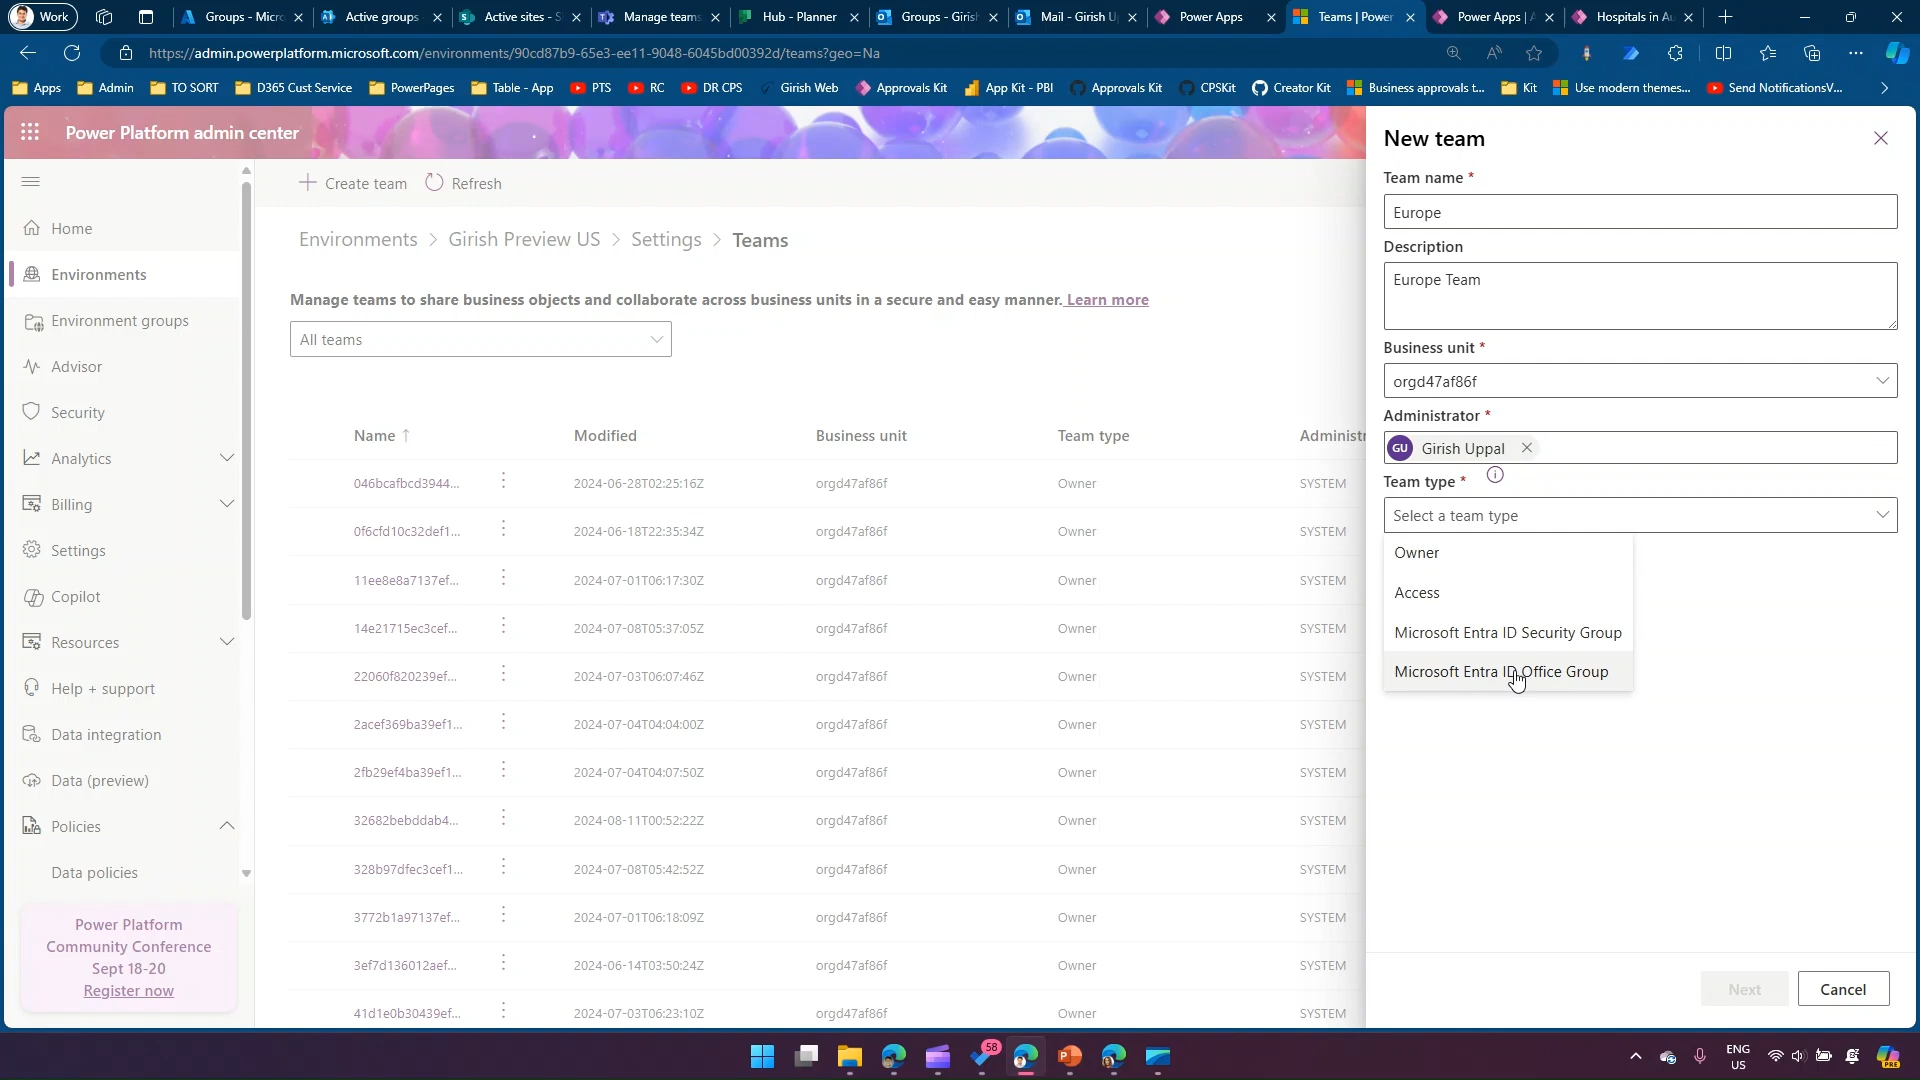 Work
Groups - Micro
Active groups
Active sites - S
Manage teams
Hub - Planner
Groups - Girish
Mail - Girish U
Power Apps
Teams | Power
Power Apps | A
Hospitals in Au
https://admin.powerplatform.microsoft.com/environments/90cd87b9-65e3-ee11-9048-6045bd00392d/teams?geo=Na
Apps
Admin
TO SORT
D365 Cust Service
PowerPages
Table - App
PTS
RC
DR CPS
Girish Web
Approvals Kit
App Kit - PBI
Approvals Kit
CPSKit
Creator Kit
Business approvals t...
Kit
Use modern themes...
Send NotificationsV...
Power Platform admin center
Home
Environments
Environment groups
Advisor
Security
Analytics
Billing
Settings
Copilot
Resources
Help + support
Data integration
Data (preview)
Policies
Data policies
Power Platform
Community Conference
Sept 18-20
Register now
Create team
Refresh
Environments > Girish Preview US > Settings > Teams
Manage teams to share business objects and collaborate across business units in a secure and easy manner. Learn more
All teams
Name ↑ Modified Business unit Team type Administr
046bcafbcd3944... 2024-06-28T02:25:16Z orgd47af86f Owner SYSTEM
0f6cfd10c32def1... 2024-06-18T22:35:34Z orgd47af86f Owner SYSTEM
11ee8e8a7137ef... 2024-07-01T06:17:30Z orgd47af86f Owner SYSTEM
14e21715ec3cef... 2024-07-08T05:37:05Z orgd47af86f Owner SYSTEM
22060f820239ef... 2024-07-03T06:07:46Z orgd47af86f Owner SYSTEM
2acef369ba39ef1... 2024-07-04T04:04:00Z orgd47af86f Owner SYSTEM
2fb29ef4ba39ef1... 2024-07-04T04:07:50Z orgd47af86f Owner SYSTEM
32682bebddab4... 2024-08-11T00:52:22Z orgd47af86f Owner SYSTEM
328b97dfec3cef1... 2024-07-08T05:42:52Z orgd47af86f Owner SYSTEM
3772b1a97137ef... 2024-07-01T06:18:09Z orgd47af86f Owner SYSTEM
3ef7d136012aef... 2024-06-14T03:50:24Z orgd47af86f Owner SYSTEM
41d1e0b30439ef... 2024-07-03T06:23:10Z orgd47af86f Owner SYSTEM
New team
Team name *
Europe
Description
Europe Team
Business unit *
orgd47af86f
Administrator *
GU Girish Uppal
Team type *
Select a team type
Owner
Access
Microsoft Entra ID Security Group
Microsoft Entra ID Office Group
Next
Cancel
58
ENG
US
PRE